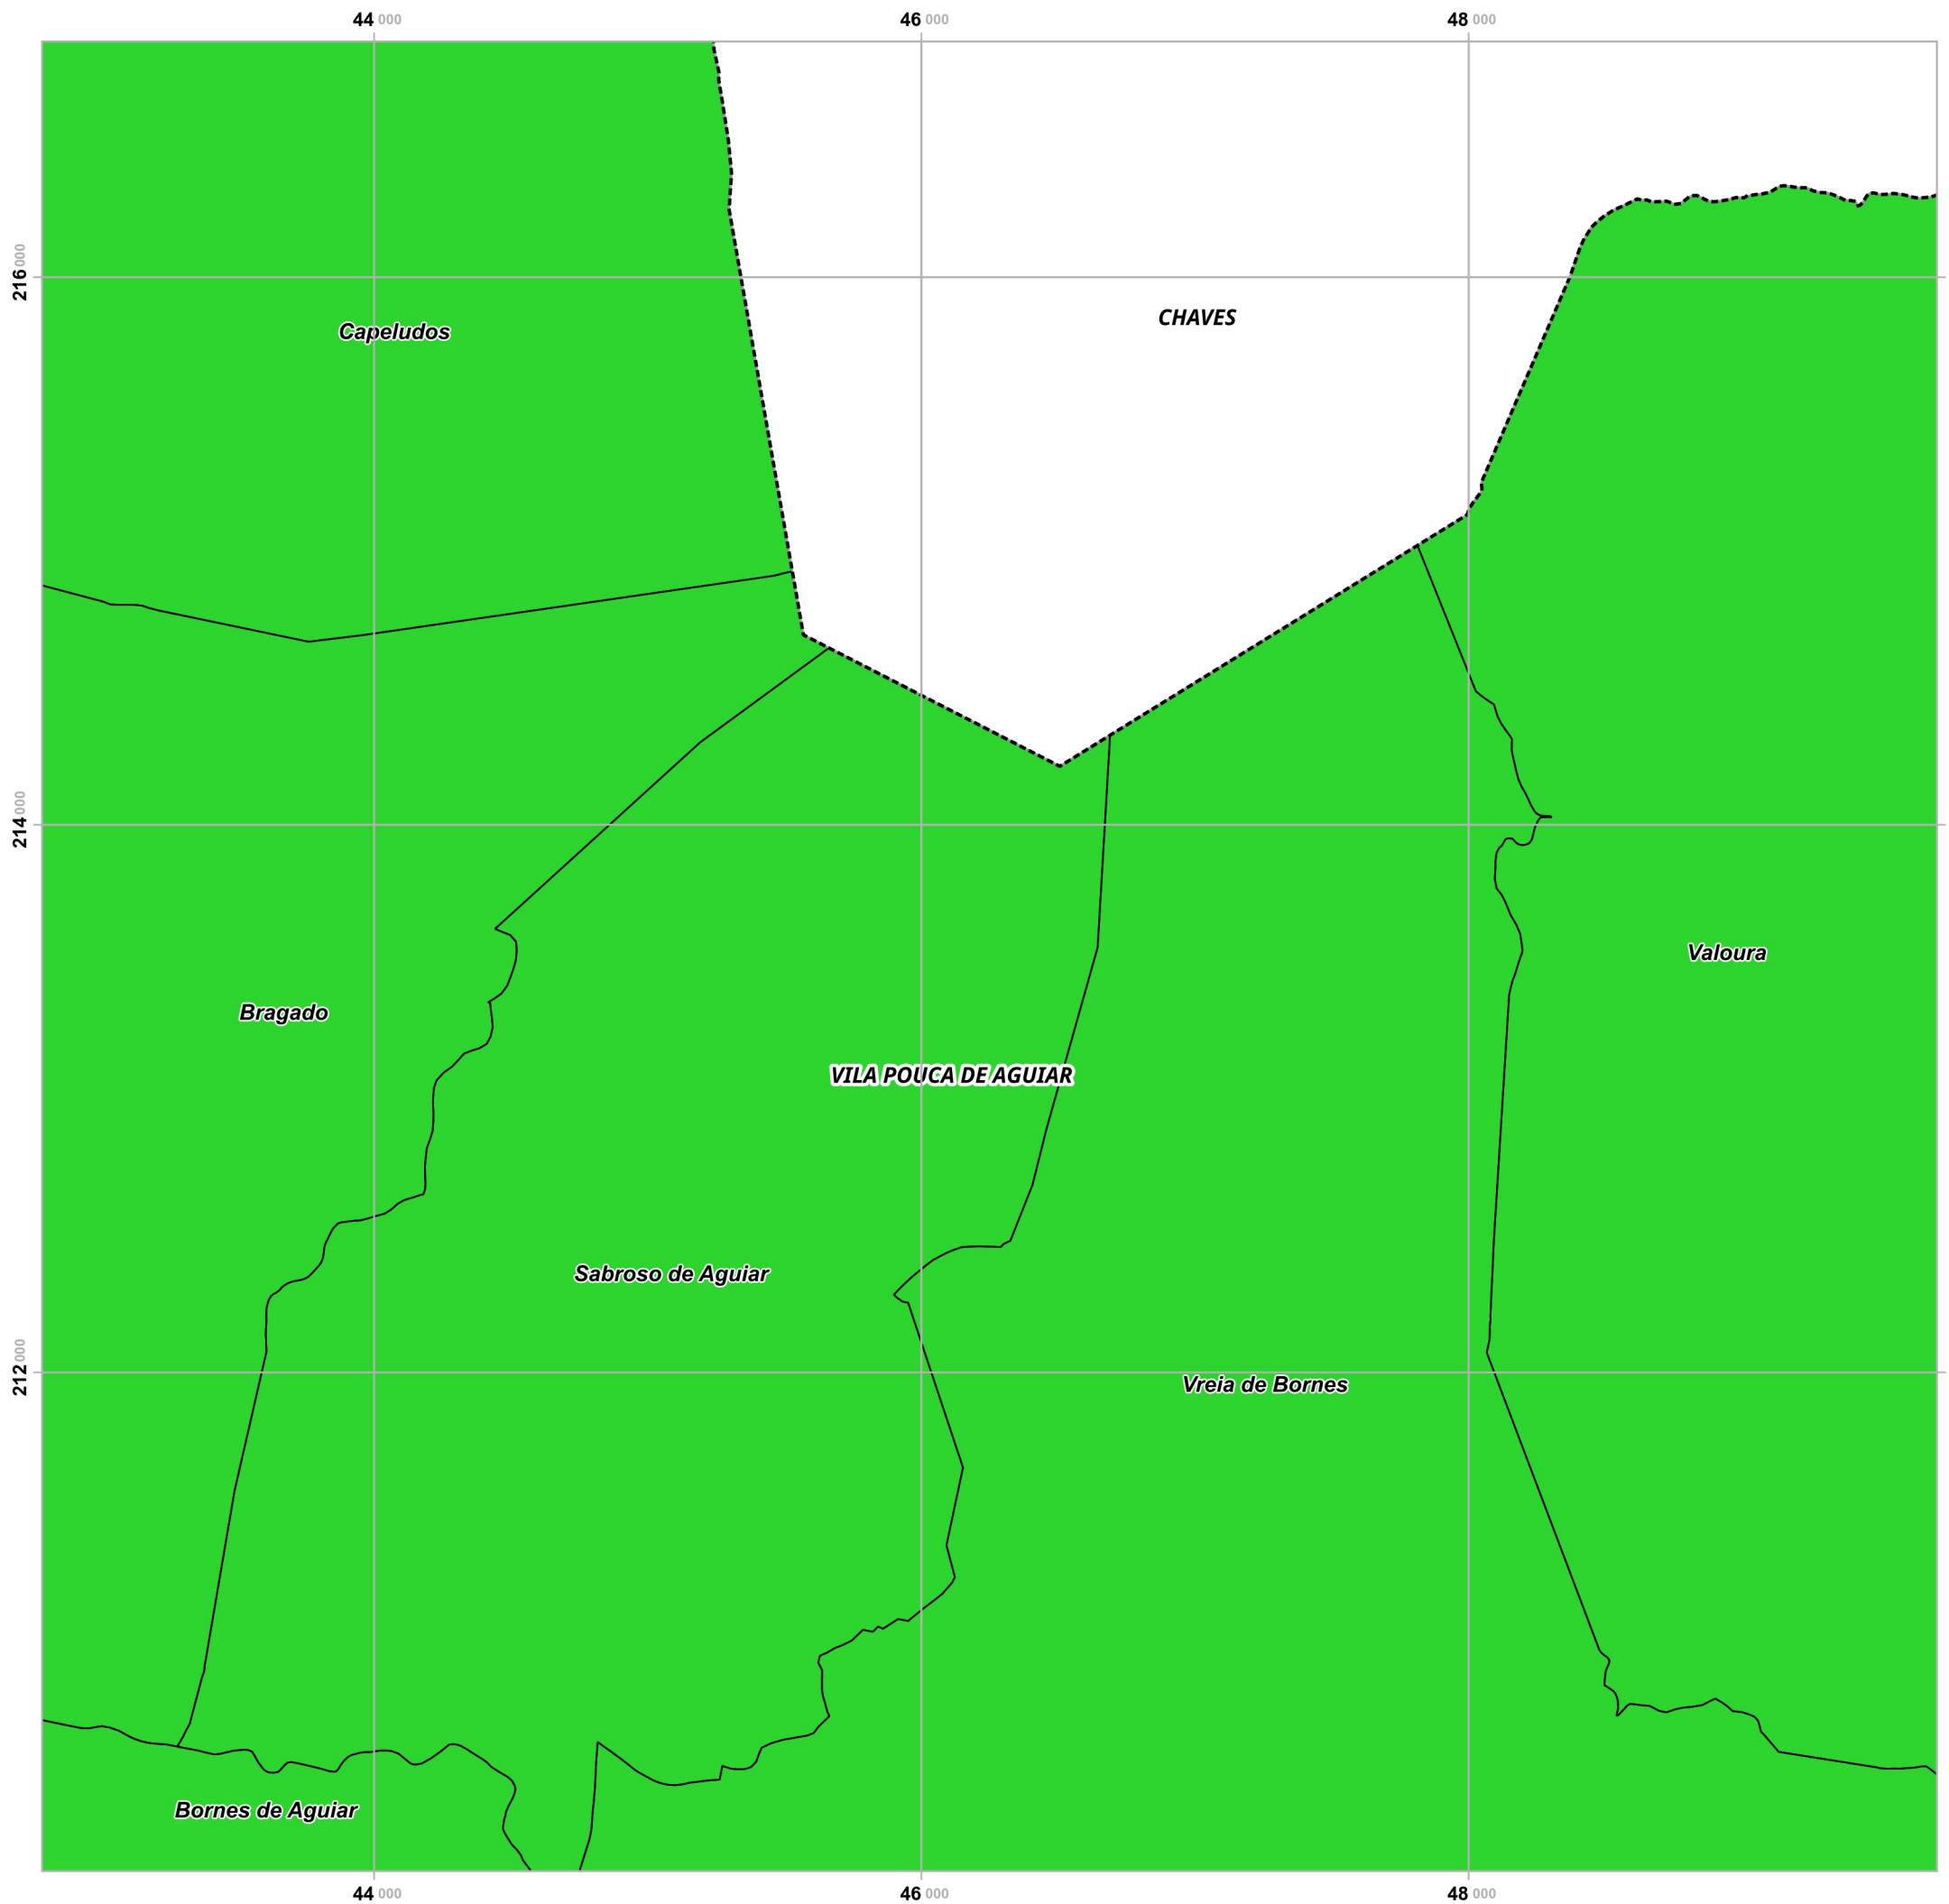 44 000 46 000 48 000
216 000
CHAVES
Capeludos
214 000
Valoura
Bragado
VILA POUCA DE AGUIAR
Sabroso de Aguiar
212 000
Vreia de Bornes
Bornes de Aguiar
44 000 46 000 48 000